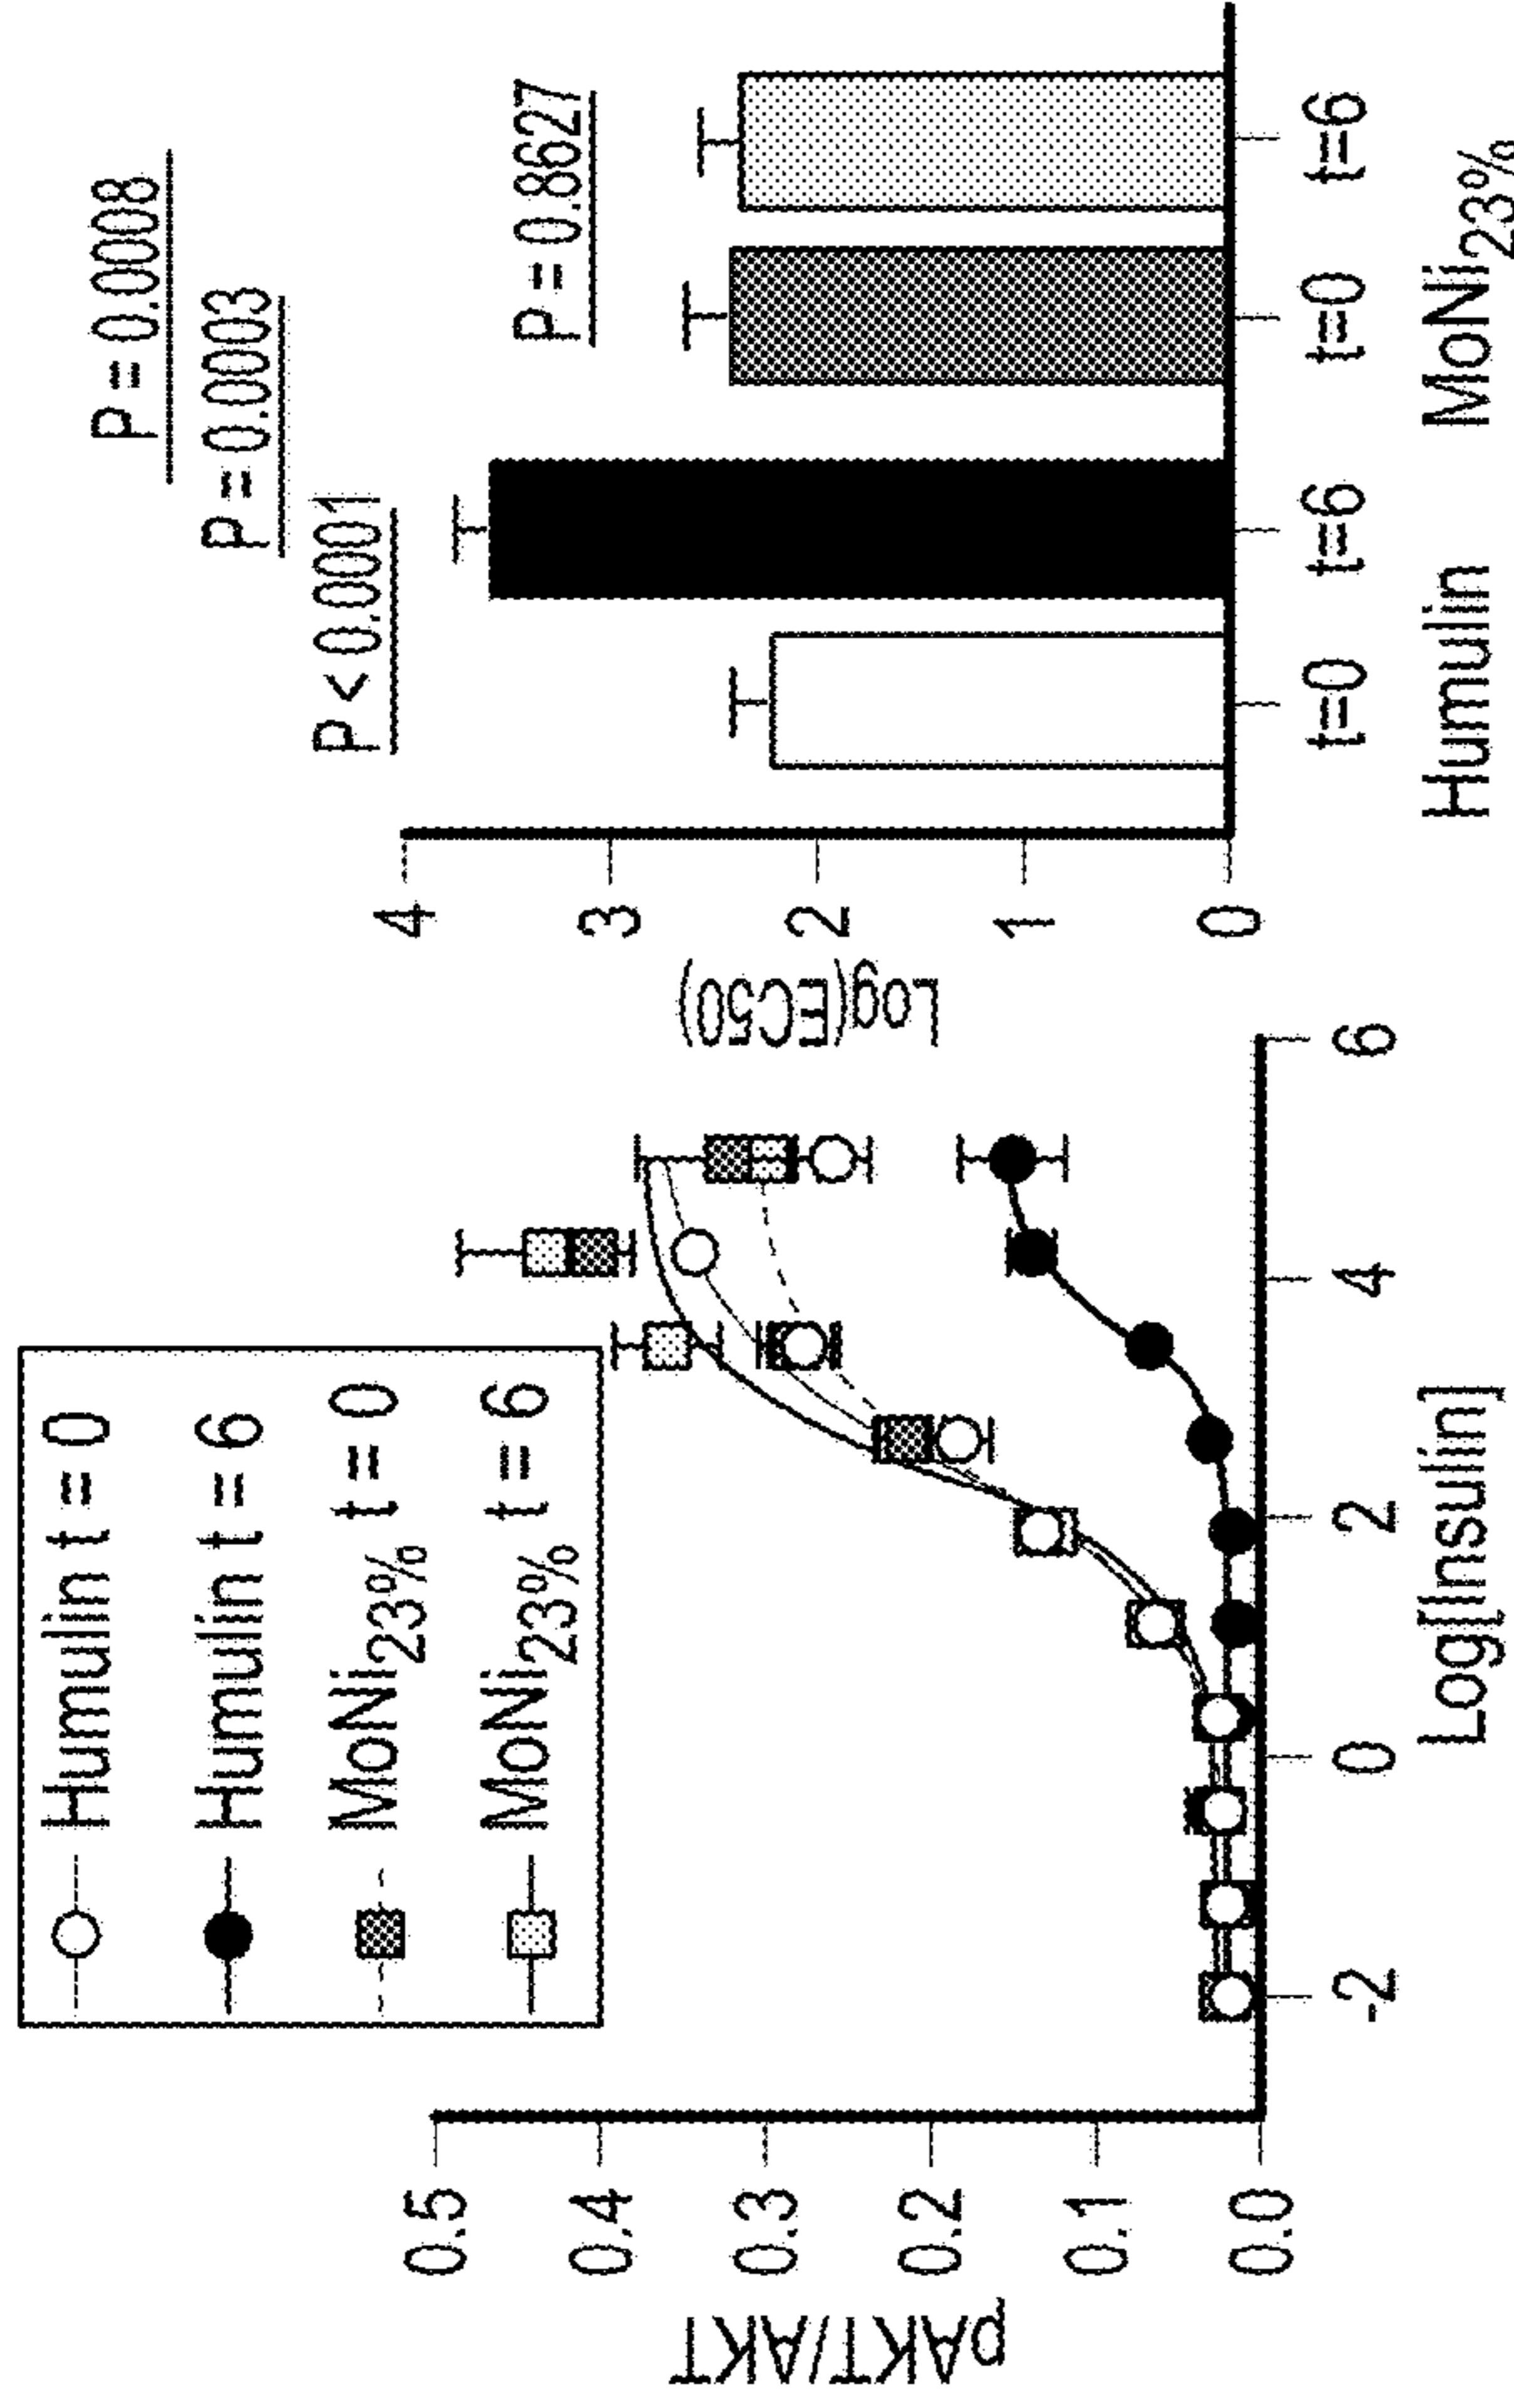 Humulin t = 0
Humulin t = 6
MoNi23% t = 0
MoNi23% t = 6
pAKT/AKT
0.5
0.4
0.3
0.2
0.1
0.0
-2
0
2
4
6
Log[Insulin]
P = 0.0008
P = 0.0003
P < 0.0001
P = 0.8627
Log(EC50)
4
3
2
1
0
t=0
t=6
t=0
t=6
Humulin
MoNi23%